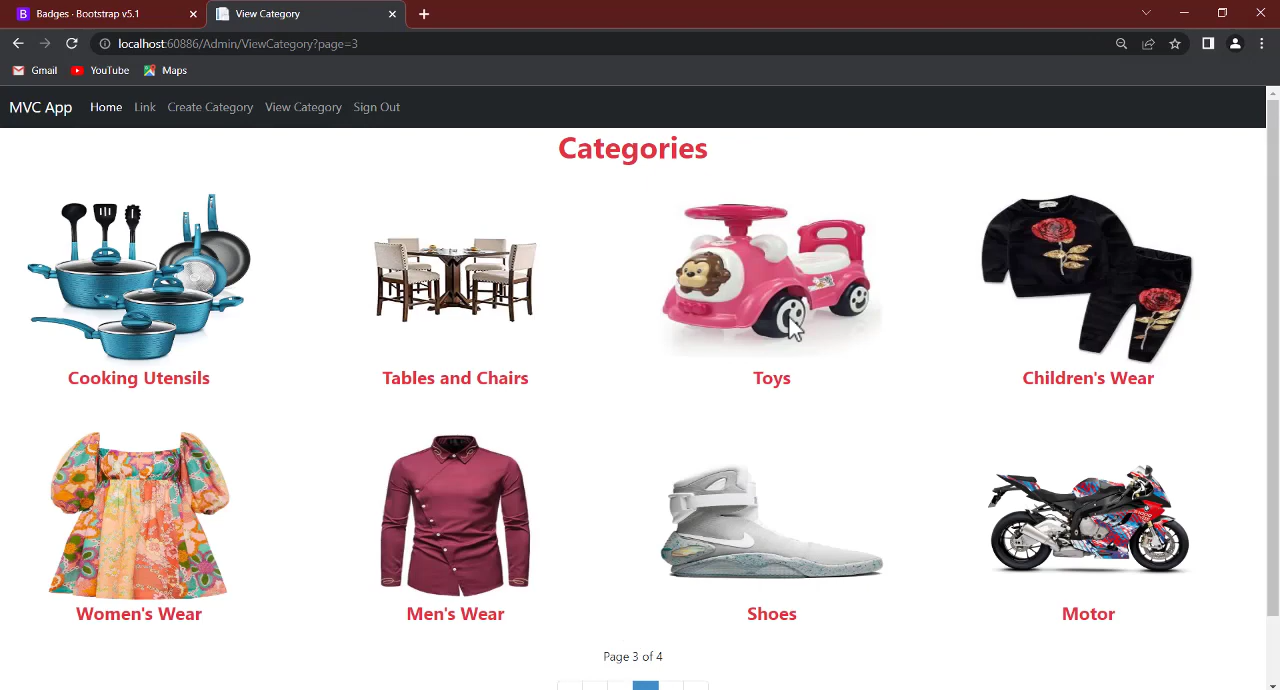 Badges · Bootstrap v5.1
View Category
localhost:60886/Admin/ViewCategory?page=3
Gmail YouTube Maps
MVC App Home Link Create Category View Category Sign Out
Categories
Cooking Utensils Tables and Chairs Toys Children's Wear
Women's Wear Men's Wear Shoes Motor
Page 3 of 4